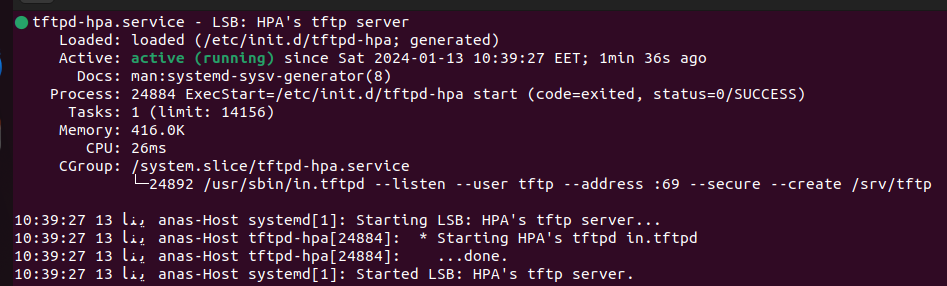 tftpd-hpa.service - LSB: HPA's tftp server
Loaded: loaded (/etc/init.d/tftpd-hpa; generated)
Active: active (running) since Sat 2024-01-13 10:39:27 EET; 1min 36s ago
Docs: man:systemd-sysv-generator(8)
Process: 24884 ExecStart=/etc/init.d/tftpd-hpa start (code=exited, status=0/SUCCESS)
Tasks: 1 (limit: 14156)
Memory: 416.0K
CPU: 26ms
CGroup: /system.slice/tftpd-hpa.service
└─24892 /usr/sbin/in.tftpd --listen --user tftp --address :69 --secure --create /srv/tftp
10:39:27 13 ينا anas-Host systemd[1]: Starting LSB: HPA's tftp server...
10:39:27 13 ينا anas-Host tftpd-hpa[24884]:  * Starting HPA's tftpd in.tftpd
10:39:27 13 ينا anas-Host tftpd-hpa[24884]:    ...done.
10:39:27 13 ينا anas-Host systemd[1]: Started LSB: HPA's tftp server.